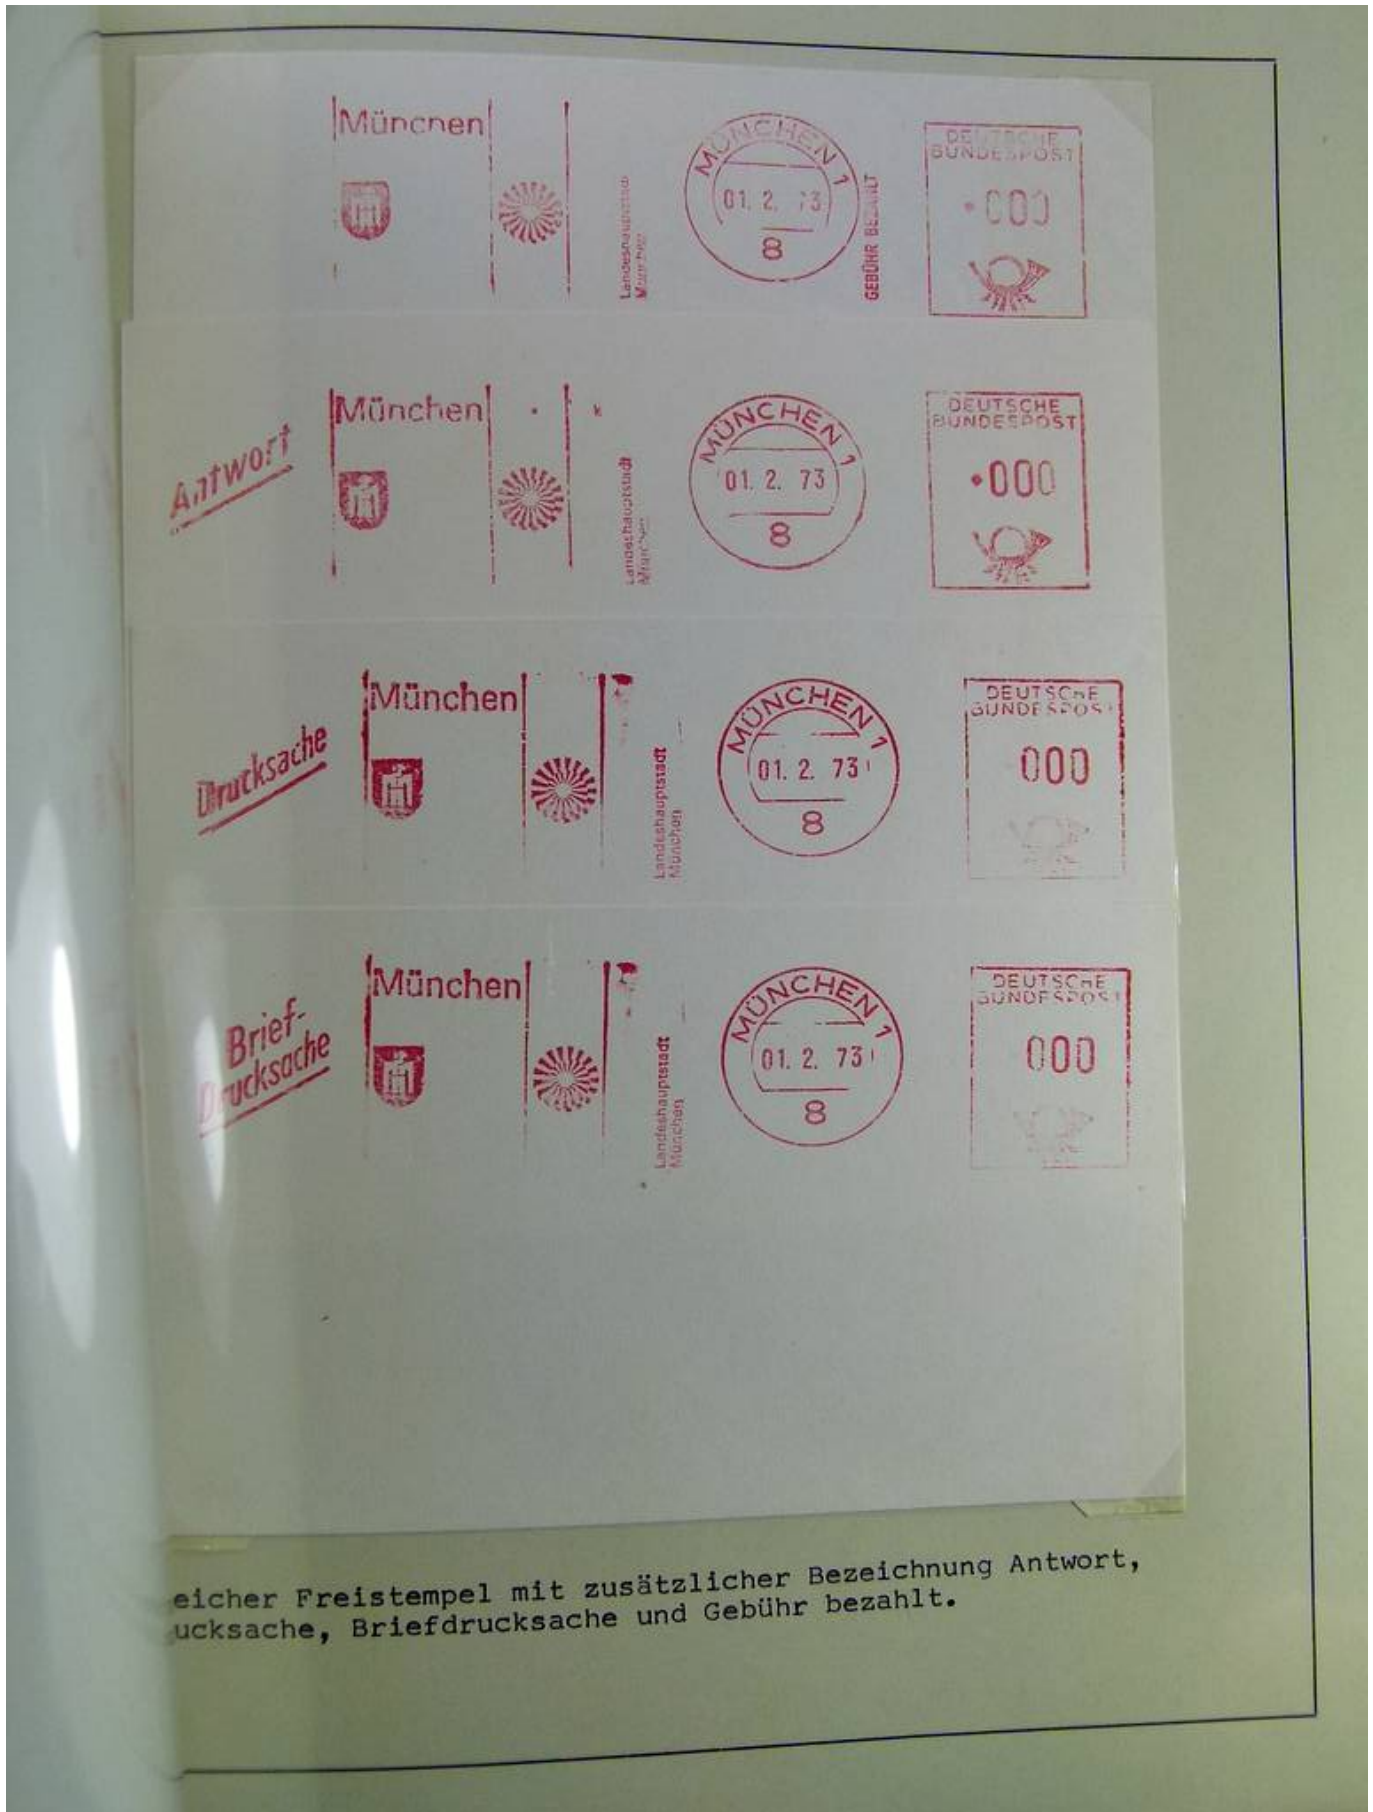 München
Landeshauptstadt
München
MÜNCHEN 1
01. 2. 73
8
GEBÜHR BEZAHLT
DEUTSCHE
BUNDESPOST
000
Antwort
München
Landeshauptstadt
München
MÜNCHEN 1
01. 2. 73
8
DEUTSCHE
BUNDESPOST
000
Drucksache
München
Landeshauptstadt
München
MÜNCHEN 1
01. 2. 73
8
DEUTSCHE
BUNDESPOST
000
Brief-
Drucksache
München
Landeshauptstadt
München
MÜNCHEN 1
01. 2. 73
8
DEUTSCHE
BUNDESPOST
000
eicher Freistempel mit zusätzlicher Bezeichnung Antwort,
ucksache, Briefdrucksache und Gebühr bezahlt.